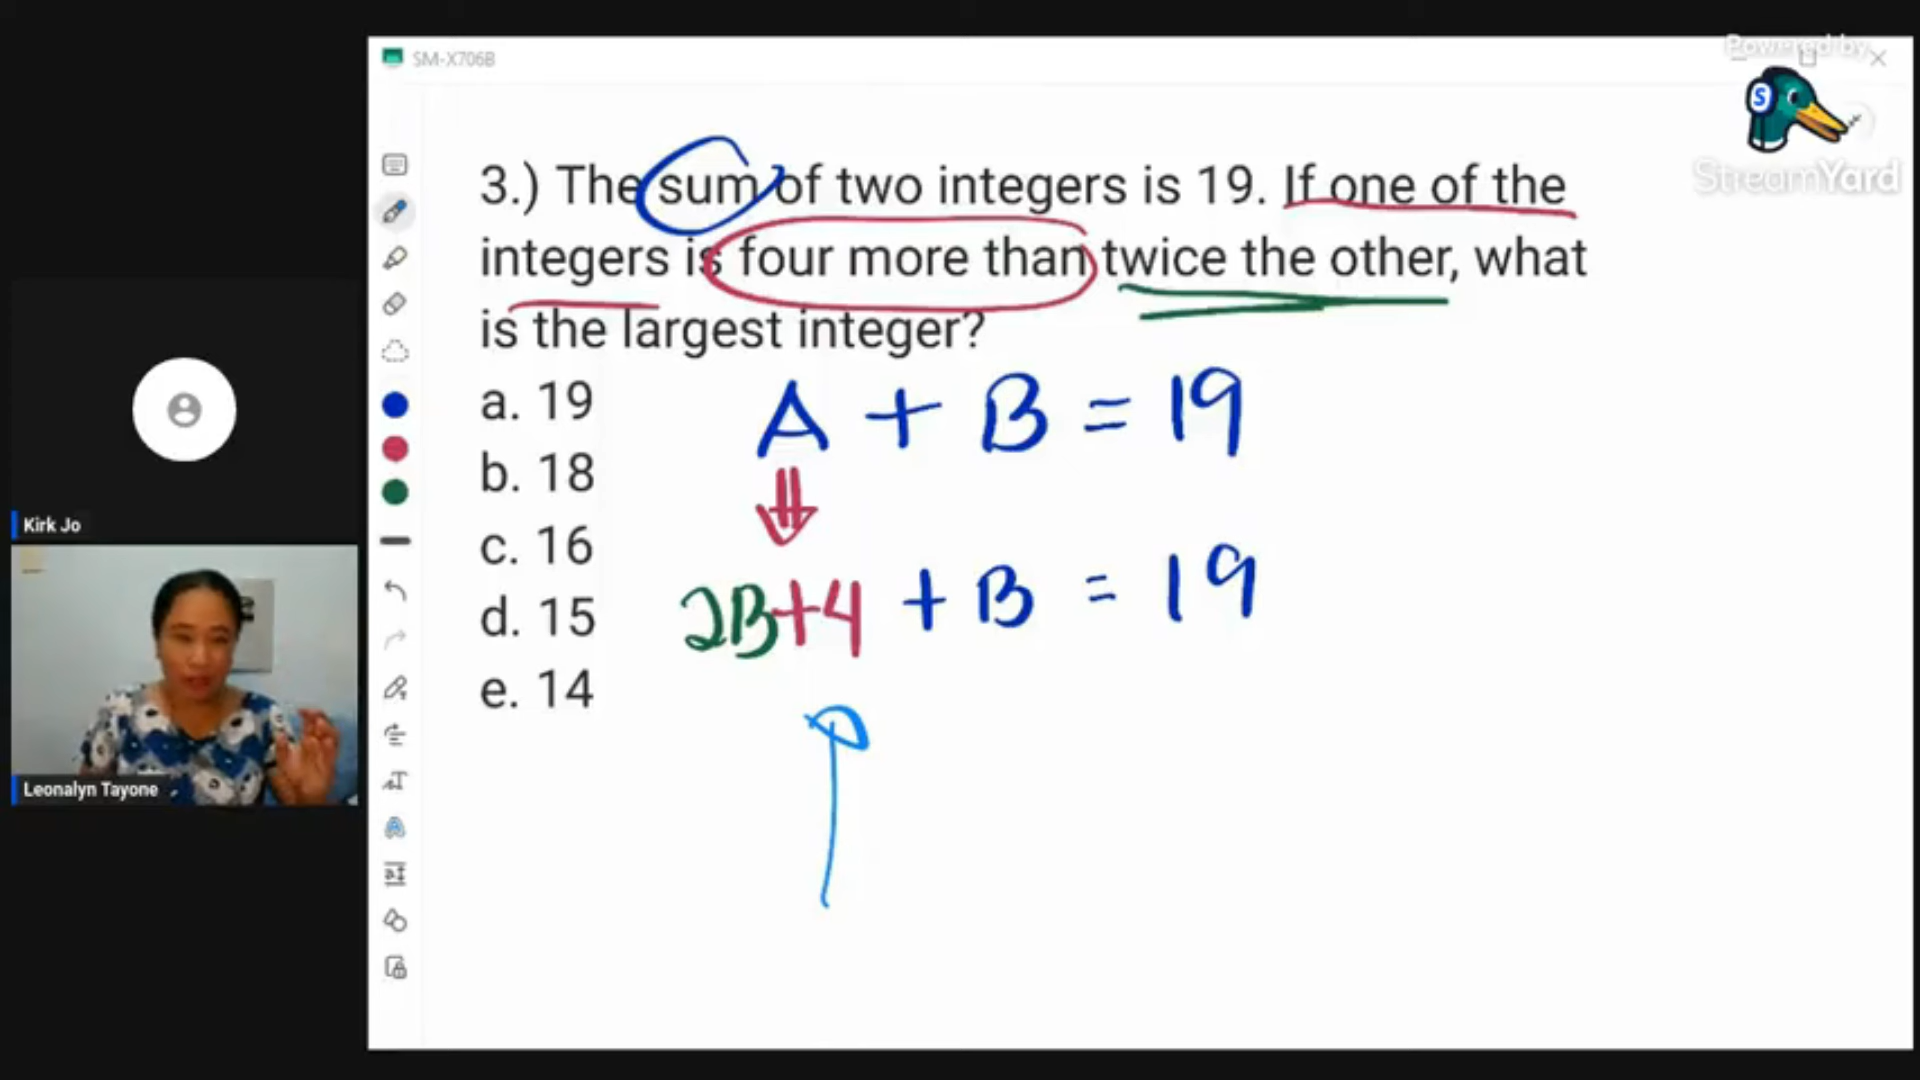 SM-X706B
Powered by
StreamYard
3.) The sum of two integers is 19. If one of the
integers is four more than twice the other, what
is the largest integer?
a. 19
b. 18
c. 16
d. 15
e. 14
A + B = 19
2B+4 + B = 19
Kirk Jo
Leonalyn Tayone